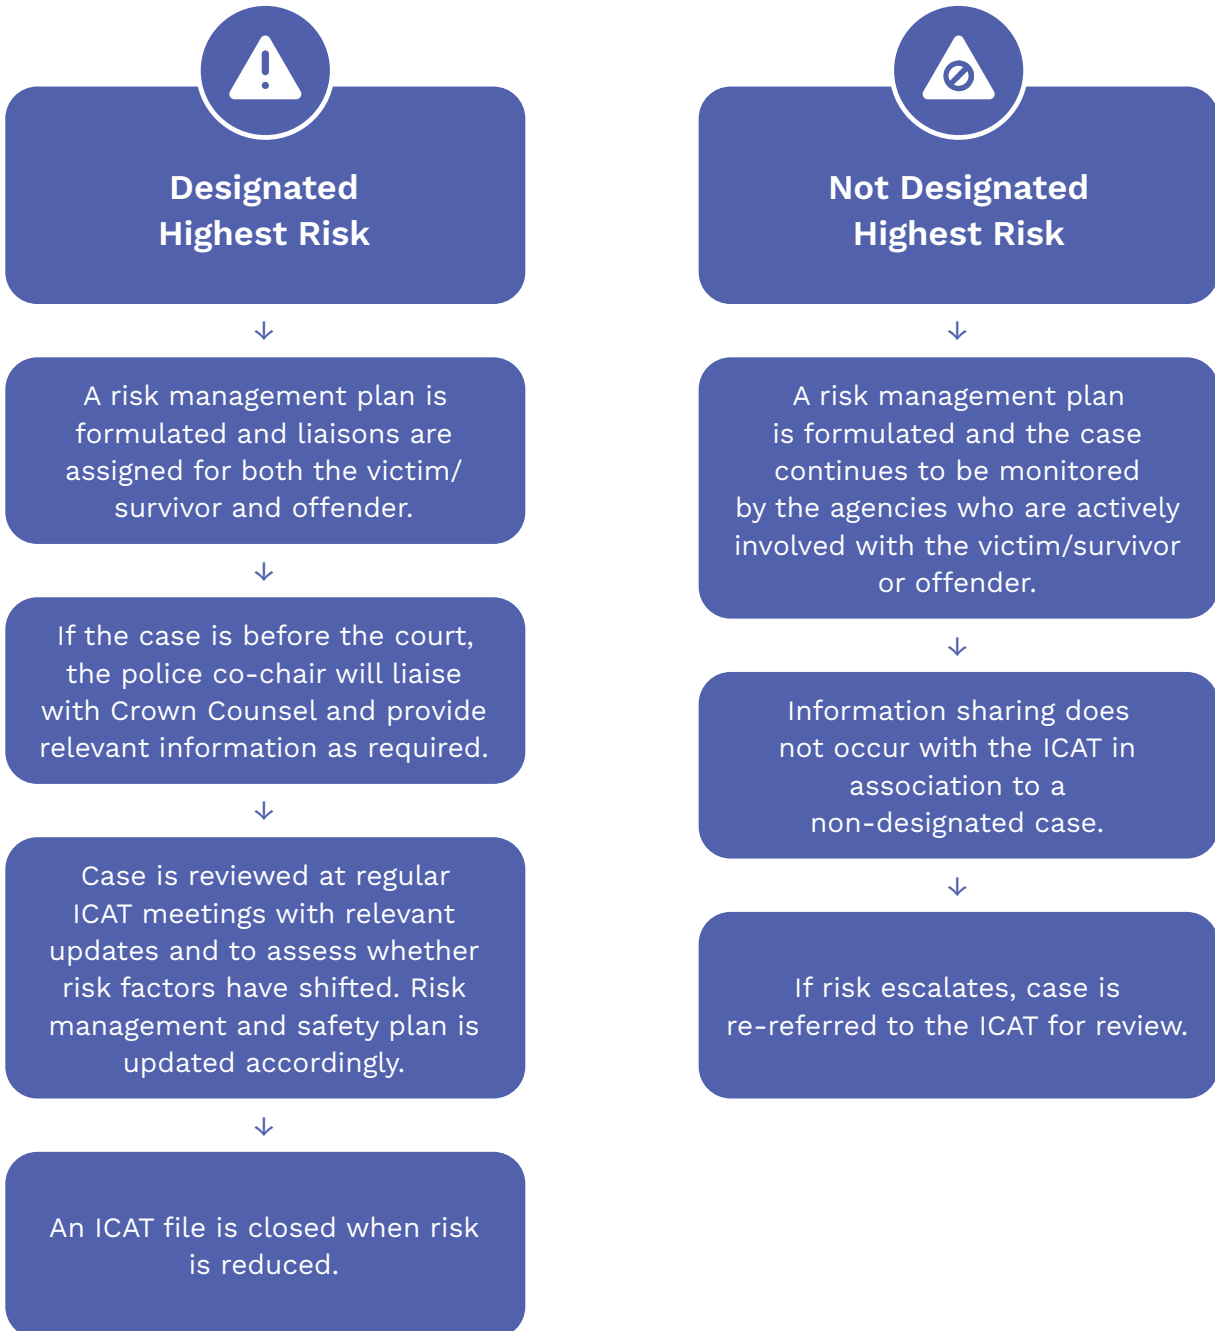 Designated
Highest Risk
A risk management plan is
formulated and liaisons are
assigned for both the victim/
survivor and offender.
If the case is before the court,
the police co-chair will liaise
with Crown Counsel and provide
relevant information as required.
Case is reviewed at regular
ICAT meetings with relevant
updates and to assess whether
risk factors have shifted. Risk
management and safety plan is
updated accordingly.
An ICAT file is closed when risk
is reduced.
Not Designated
Highest Risk
A risk management plan
is formulated and the case
continues to be monitored
by the agencies who are actively
involved with the victim/survivor
or offender.
Information sharing does
not occur with the ICAT in
association to a
non-designated case.
If risk escalates, case is
re-referred to the ICAT for review.